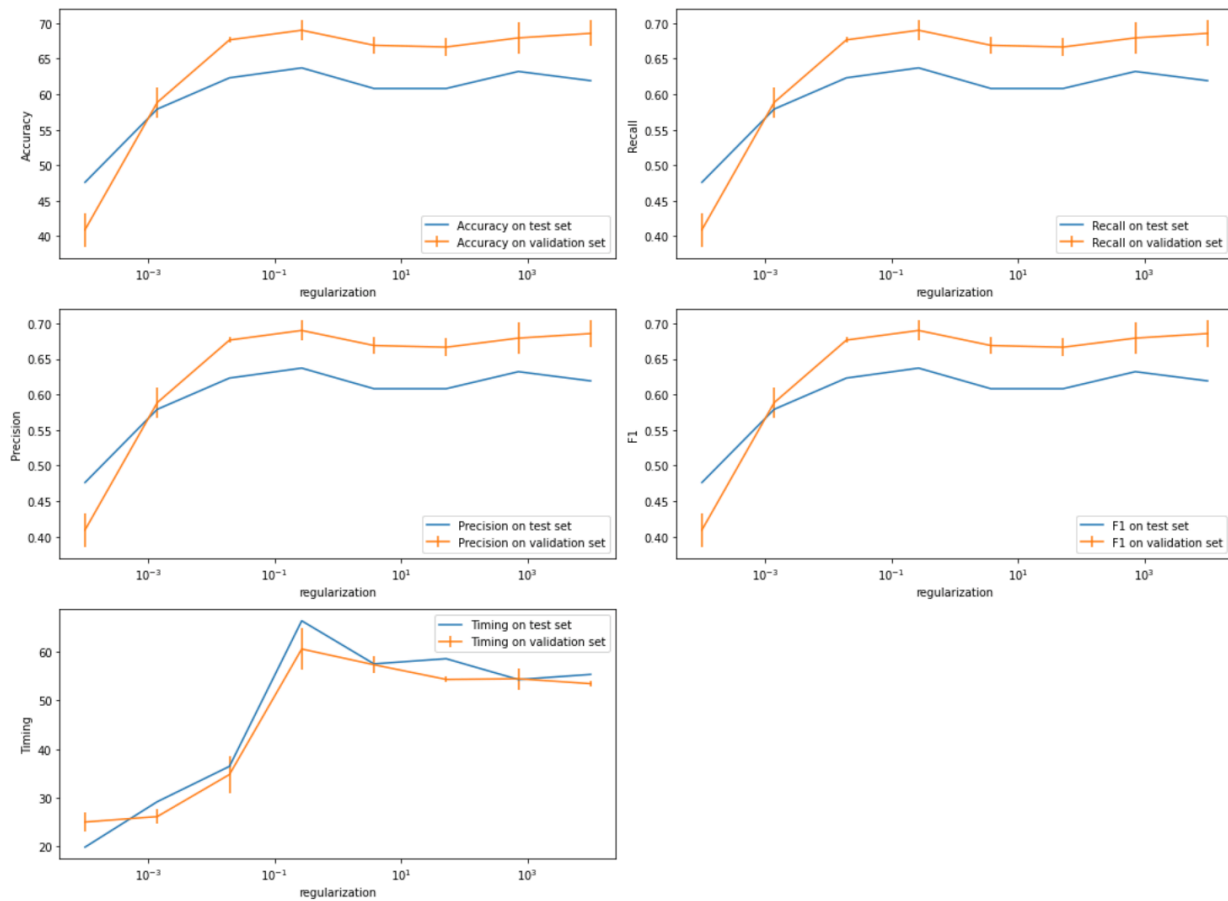 70
65
60
55
50
45
40
Accuracy
Accuracy on test set
Accuracy on validation set
10⁻³
10⁻¹
10¹
10³
regularization
0.70
0.65
0.60
0.55
0.50
0.45
0.40
Recall
Recall on test set
Recall on validation set
10⁻³
10⁻¹
10¹
10³
regularization
0.70
0.65
0.60
0.55
0.50
0.45
0.40
Precision
Precision on test set
Precision on validation set
10⁻³
10⁻¹
10¹
10³
regularization
0.70
0.65
0.60
0.55
0.50
0.45
0.40
F1
F1 on test set
F1 on validation set
10⁻³
10⁻¹
10¹
10³
regularization
60
50
40
30
20
Timing
Timing on test set
Timing on validation set
10⁻³
10⁻¹
10¹
10³
regularization